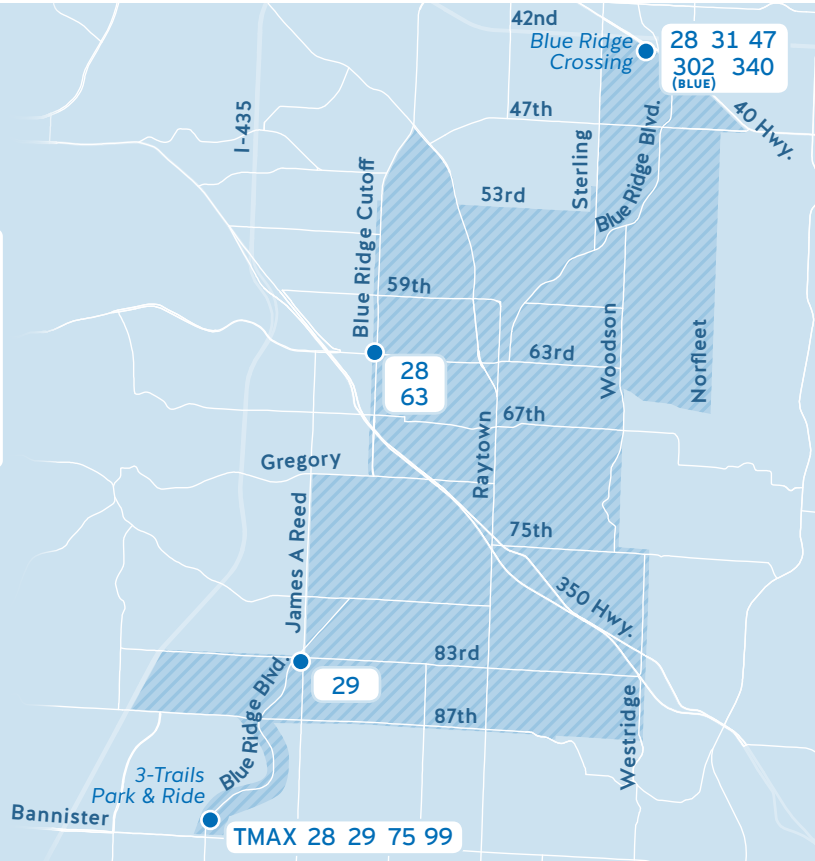 42nd
Blue Ridge
Crossing
28 31 47
302 340
(BLUE)
40 Hwy.
47th
I-435
Sterling
Blue Ridge Blvd.
Blue Ridge Cutoff
53rd
59th
63rd
Woodson
Norfleet
28
63
67th
Raytown
Gregory
James A Reed
75th
350 Hwy.
83rd
29
Blue Ridge Blvd.
87th
Westridge
3-Trails
Park & Ride
Bannister
TMAX 28 29 75 99